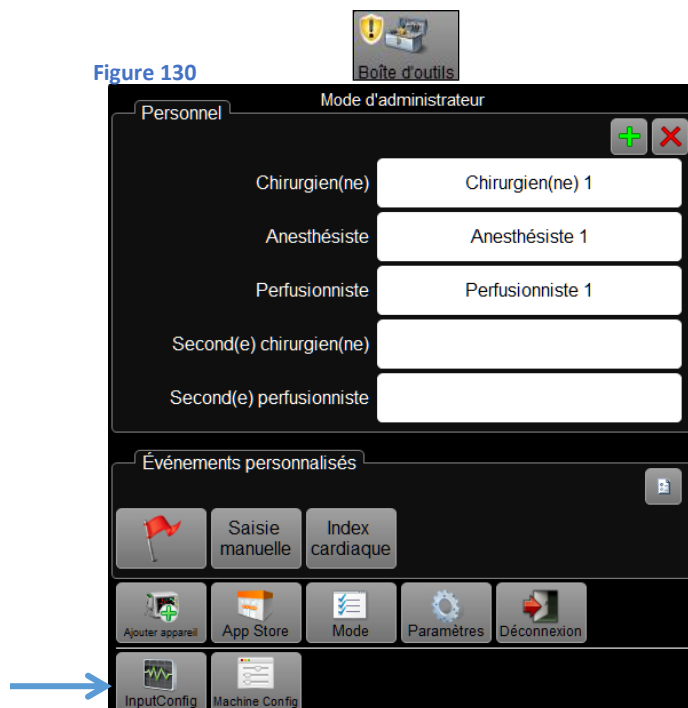 Figure 130
Boîte d'outils
Mode d'administrateur
Personnel
Chirurgien(ne) Chirurgien(ne) 1
Anesthésiste Anesthésiste 1
Perfusionniste Perfusionniste 1
Second(e) chirurgien(ne)
Second(e) perfusionniste
Événements personnalisés
Saisie manuelle
Index cardiaque
Ajouter appareil App Store Mode Paramètres Déconnexion
InputConfig Machine Config